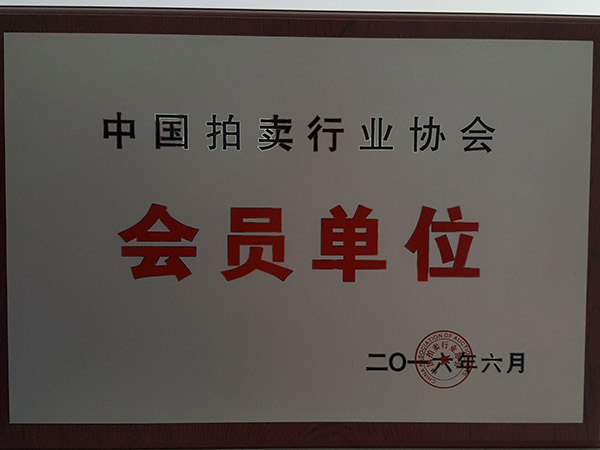 中国拍卖行业协会
会员单位
二〇一六年六月